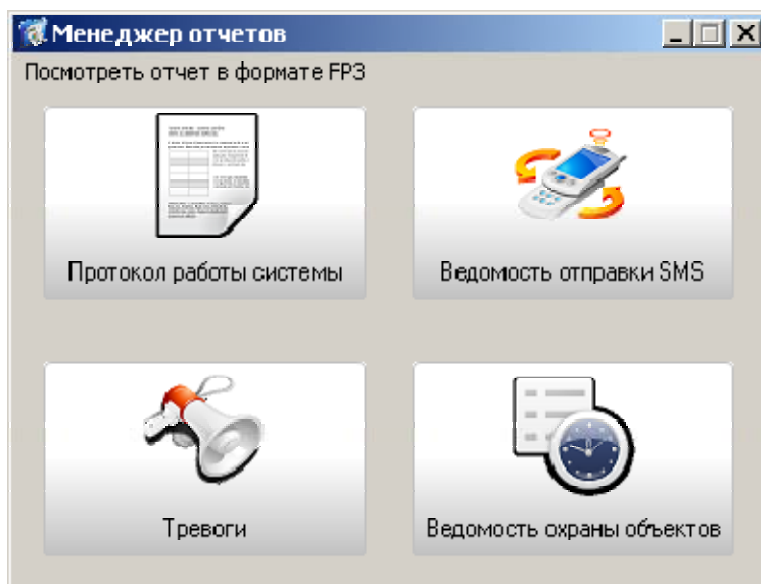 Менеджер отчетов
Посмотреть отчет в формате FP3
Протокол работы системы
Ведомость отправки SMS
Тревоги
Ведомость охраны объектов